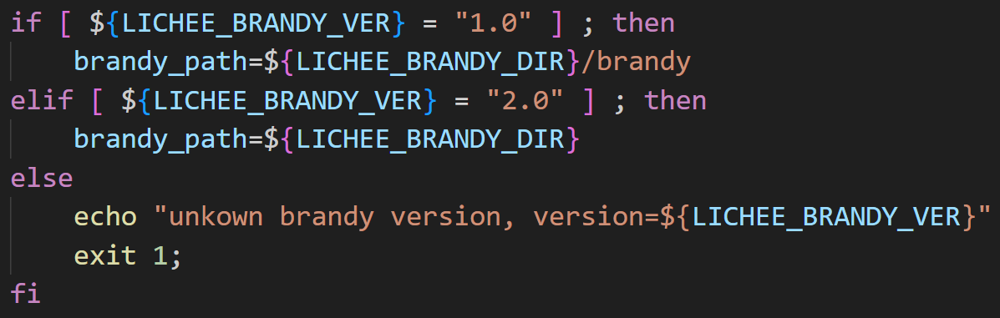 if [ ${LICHEE_BRANDY_VER} = "1.0" ] ; then
    brandy_path=${LICHEE_BRANDY_DIR}/brandy
elif [ ${LICHEE_BRANDY_VER} = "2.0" ] ; then
    brandy_path=${LICHEE_BRANDY_DIR}
else
    echo "unkown brandy version, version=${LICHEE_BRANDY_VER}"
    exit 1;
fi